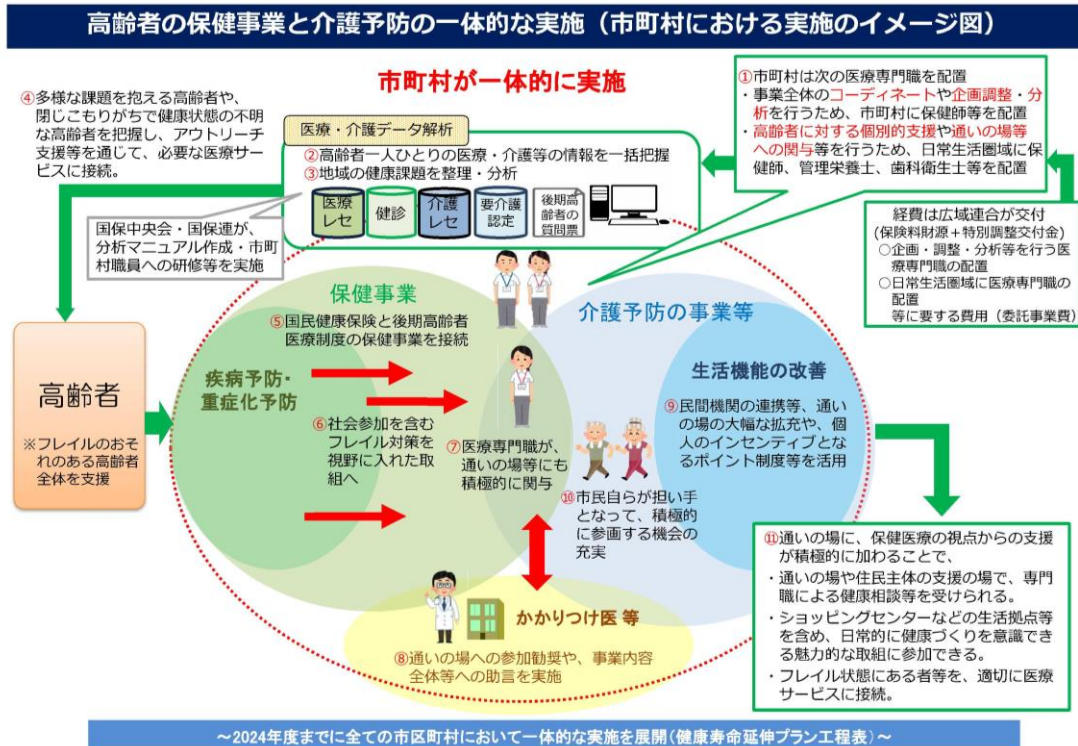 高齢者の保健事業と介護予防の一体的な実施（市町村における実施のイメージ図）
市町村が一体的に実施
④多様な課題を抱える高齢者や、
閉じこもりがちで健康状態の不明
な高齢者を把握し、アウトリーチ
支援等を通じて、必要な医療サー
ビスに接続。
①市町村は次の医療専門職を配置
・事業全体のコーディネートや企画調整・分
析を行うため、市町村に保健師等を配置
・高齢者に対する個別的支援や通いの場等
への関与等を行うため、日常生活圏域に保
健師、管理栄養士、歯科衛生士等を配置
医療・介護データ解析
②高齢者一人ひとりの医療・介護等の情報を一括把握
③地域の健康課題を整理・分析
医療
レセ
健診
介護
レセ
要介護
認定
後期高
齢者の
質問票
国保中央会・国保連が、
分析マニュアル作成・市町
村職員への研修等を実施
経費は広域連合が交付
(保険料財源＋特別調整交付金)
○企画・調整・分析等を行う医
療専門職の配置
○日常生活圏域に医療専門職の
配置
等に要する費用（委託事業費）
保健事業
介護予防の事業等
⑤国民健康保険と後期高齢者
医療制度の保健事業を接続
疾病予防・
重症化予防
生活機能の改善
高齢者
※フレイルのおそ
れのある高齢者
全体を支援
⑥社会参加を含む
フレイル対策を
視野に入れた取
組へ
⑦医療専門職が、
通いの場等にも
積極的に関与
⑨民間機関の連携等、通い
の場の大幅な拡充や、個
人のインセンティブとな
るポイント制度等を活用
⑩市民自らが担い手
となって、積極的
に参画する機会の
充実
かかりつけ医 等
⑧通いの場への参加勧奨や、事業内容
全体等への助言を実施
⑪通いの場に、保健医療の視点からの支援
が積極的に加わることで、
・通いの場や住民主体の支援の場で、専門
職による健康相談等を受けられる。
・ショッピングセンターなどの生活拠点等
を含め、日常的に健康づくりを意識できる
魅力的な取組に参加できる。
・フレイル状態にある者等を、適切に医療
サービスに接続。
～2024年度までに全ての市区町村において一体的な実施を展開(健康寿命延伸プラン工程表)～